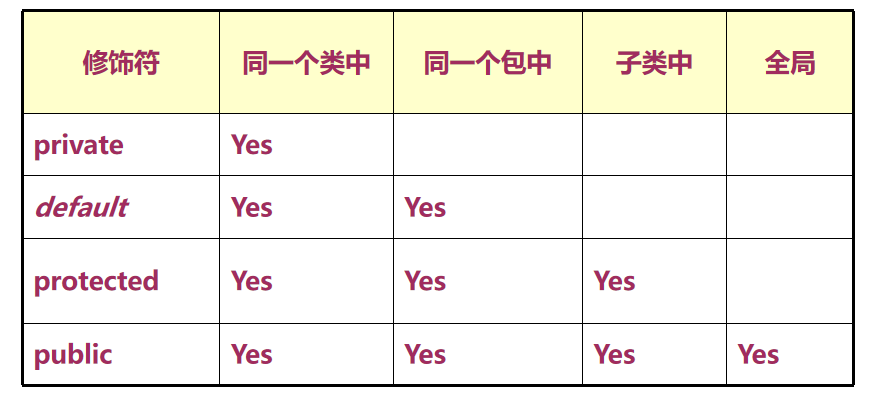 修饰符 同一个类中 同一个包中 子类中 全局
private Yes
default Yes Yes
protected Yes Yes Yes
public Yes Yes Yes Yes